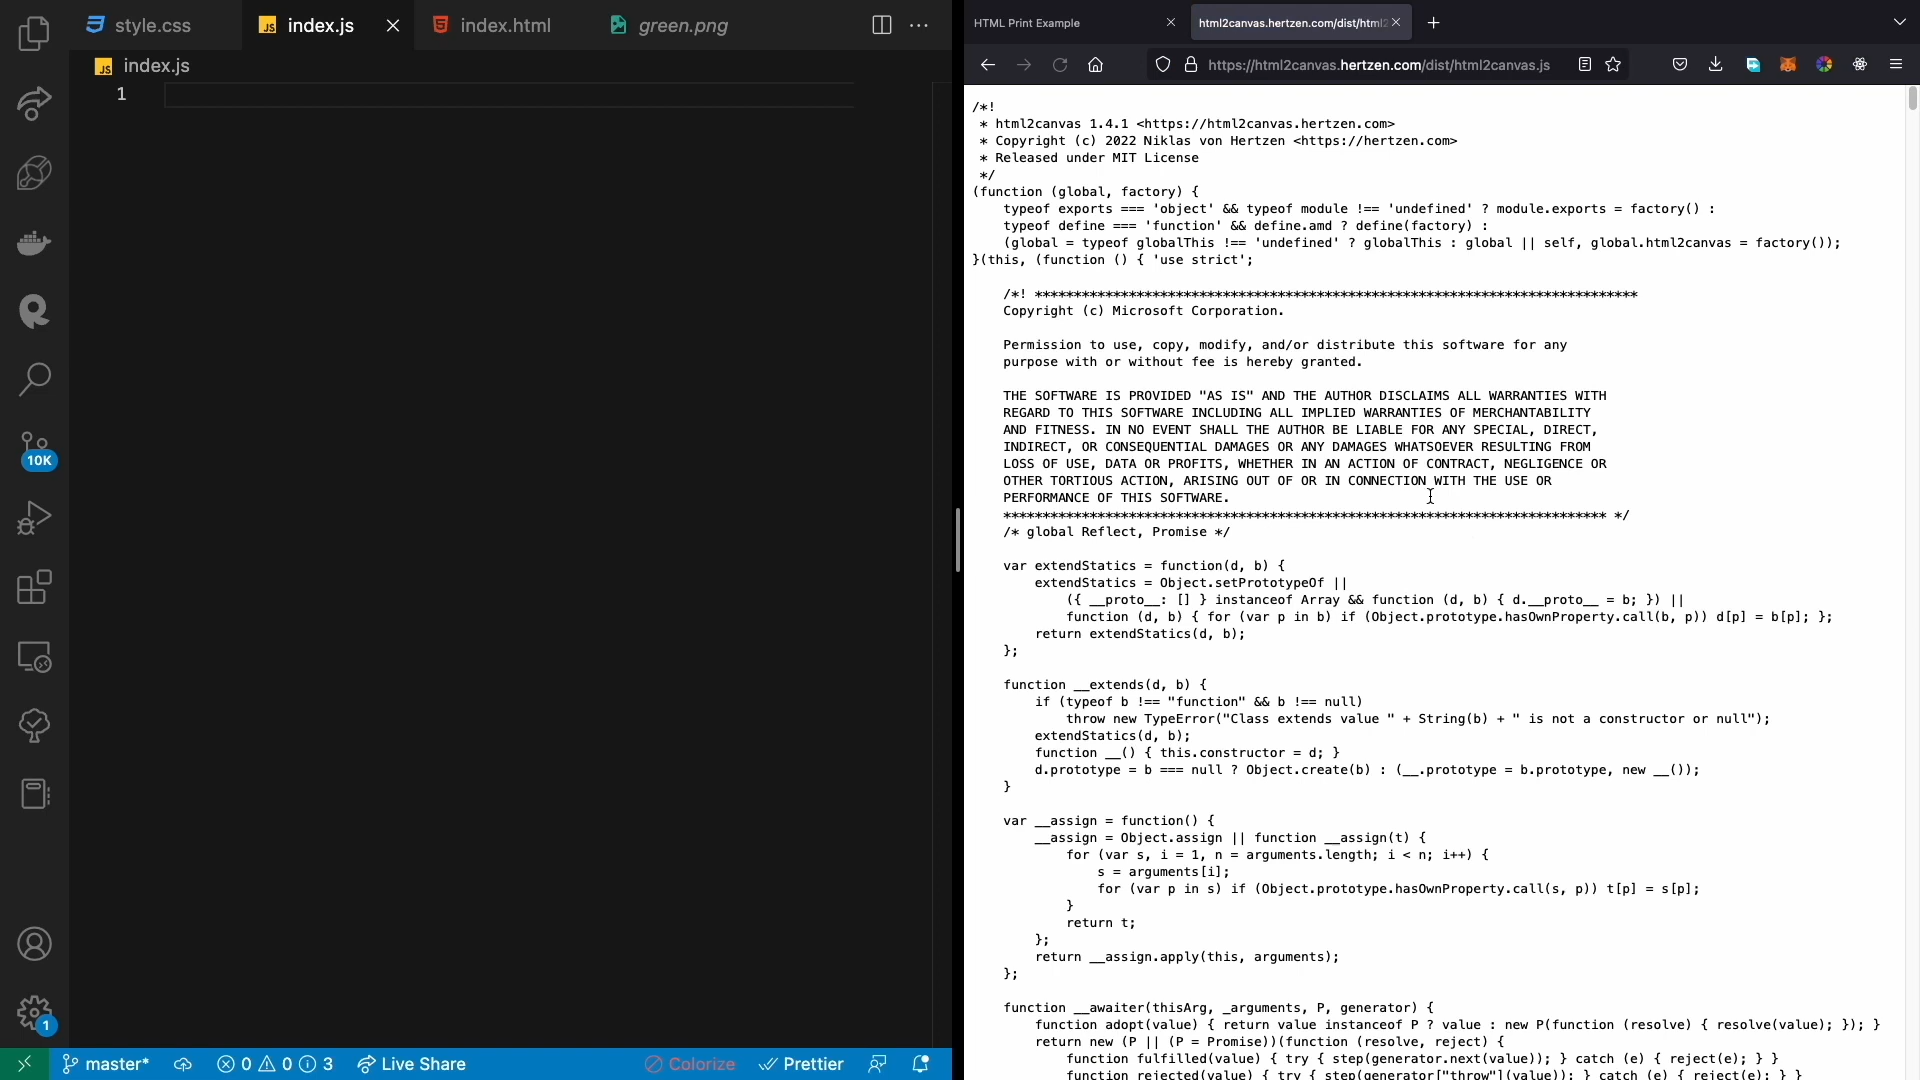 style.css
index.js
index.html
green.png
index.js
1
10K
1
master*
0
0
3
Live Share
Colorize
Prettier
HTML Print Example
html2canvas.hertzen.com/dist/html2
https://html2canvas.hertzen.com/dist/html2canvas.js
/*!
 * html2canvas 1.4.1 <https://html2canvas.hertzen.com>
 * Copyright (c) 2022 Niklas von Hertzen <https://hertzen.com>
 * Released under MIT License
 */
(function (global, factory) {
    typeof exports === 'object' && typeof module !== 'undefined' ? module.exports = factory() :
    typeof define === 'function' && define.amd ? define(factory) :
    (global = typeof globalThis !== 'undefined' ? globalThis : global || self, global.html2canvas = factory());
}(this, (function () { 'use strict';
    /*! *****************************************************************************
    Copyright (c) Microsoft Corporation.
    Permission to use, copy, modify, and/or distribute this software for any
    purpose with or without fee is hereby granted.
    THE SOFTWARE IS PROVIDED "AS IS" AND THE AUTHOR DISCLAIMS ALL WARRANTIES WITH
    REGARD TO THIS SOFTWARE INCLUDING ALL IMPLIED WARRANTIES OF MERCHANTABILITY
    AND FITNESS. IN NO EVENT SHALL THE AUTHOR BE LIABLE FOR ANY SPECIAL, DIRECT,
    INDIRECT, OR CONSEQUENTIAL DAMAGES OR ANY DAMAGES WHATSOEVER RESULTING FROM
    LOSS OF USE, DATA OR PROFITS, WHETHER IN AN ACTION OF CONTRACT, NEGLIGENCE OR
    OTHER TORTIOUS ACTION, ARISING OUT OF OR IN CONNECTION WITH THE USE OR
    PERFORMANCE OF THIS SOFTWARE.
    ***************************************************************************** */
    /* global Reflect, Promise */
    var extendStatics = function(d, b) {
        extendStatics = Object.setPrototypeOf ||
            ({ __proto__: [] } instanceof Array && function (d, b) { d.__proto__ = b; }) ||
            function (d, b) { for (var p in b) if (Object.prototype.hasOwnProperty.call(b, p)) d[p] = b[p]; };
        return extendStatics(d, b);
    };
    function __extends(d, b) {
        if (typeof b !== "function" && b !== null)
            throw new TypeError("Class extends value " + String(b) + " is not a constructor or null");
        extendStatics(d, b);
        function __() { this.constructor = d; }
        d.prototype = b === null ? Object.create(b) : (__.prototype = b.prototype, new __());
    }
    var __assign = function() {
        __assign = Object.assign || function __assign(t) {
            for (var s, i = 1, n = arguments.length; i < n; i++) {
                s = arguments[i];
                for (var p in s) if (Object.prototype.hasOwnProperty.call(s, p)) t[p] = s[p];
            }
            return t;
        };
        return __assign.apply(this, arguments);
    };
    function __awaiter(thisArg, _arguments, P, generator) {
        function adopt(value) { return value instanceof P ? value : new P(function (resolve) { resolve(value); }); }
        return new (P || (P = Promise))(function (resolve, reject) {
            function fulfilled(value) { try { step(generator.next(value)); } catch (e) { reject(e); } }
            function rejected(value) { try { step(generator["throw"](value)); } catch (e) { reject(e); } }